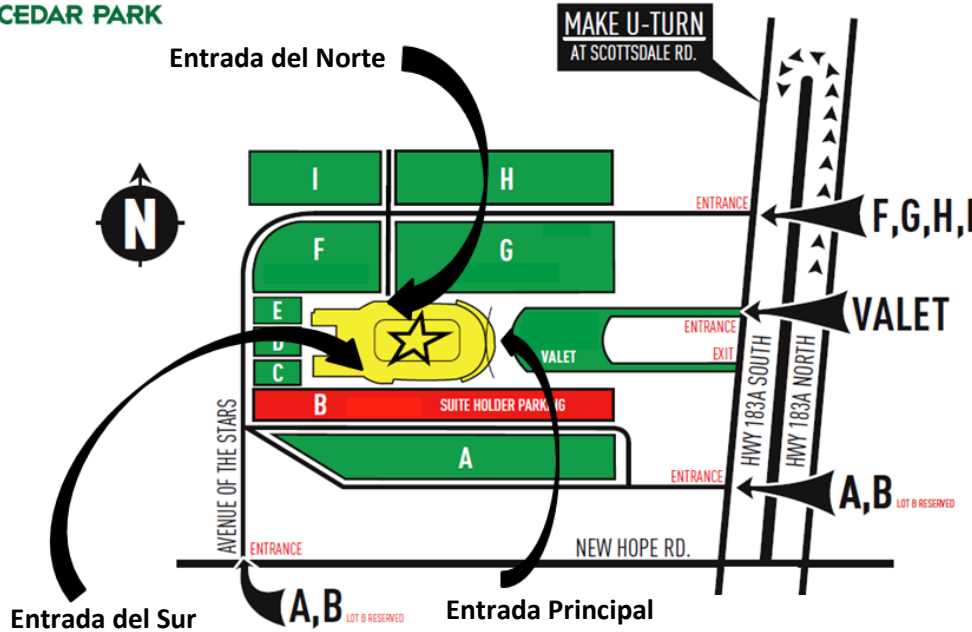 CEDAR PARK
MAKE U-TURN
AT SCOTTSDALE RD.
Entrada del Norte
N
I
H
ENTRANCE
F,G,H,I
F
G
E
D
C
VALET
ENTRANCE
EXIT
VALET
B
SUITE HOLDER PARKING
A
ENTRANCE
A,B
LOT B RESERVED
HWY 183A SOUTH
HWY 183A NORTH
AVENUE OF THE STARS
ENTRANCE
NEW HOPE RD.
A,B
LOT B RESERVED
Entrada del Sur
Entrada Principal